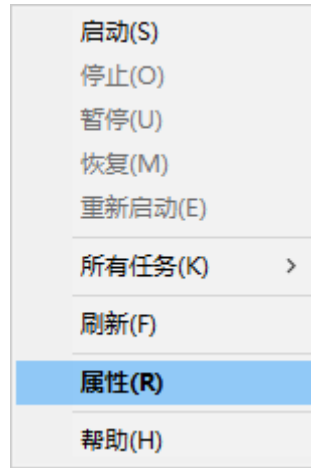 启动(S)
停止(O)
暂停(U)
恢复(M)
重新启动(E)
所有任务(K)
刷新(F)
属性(R)
帮助(H)